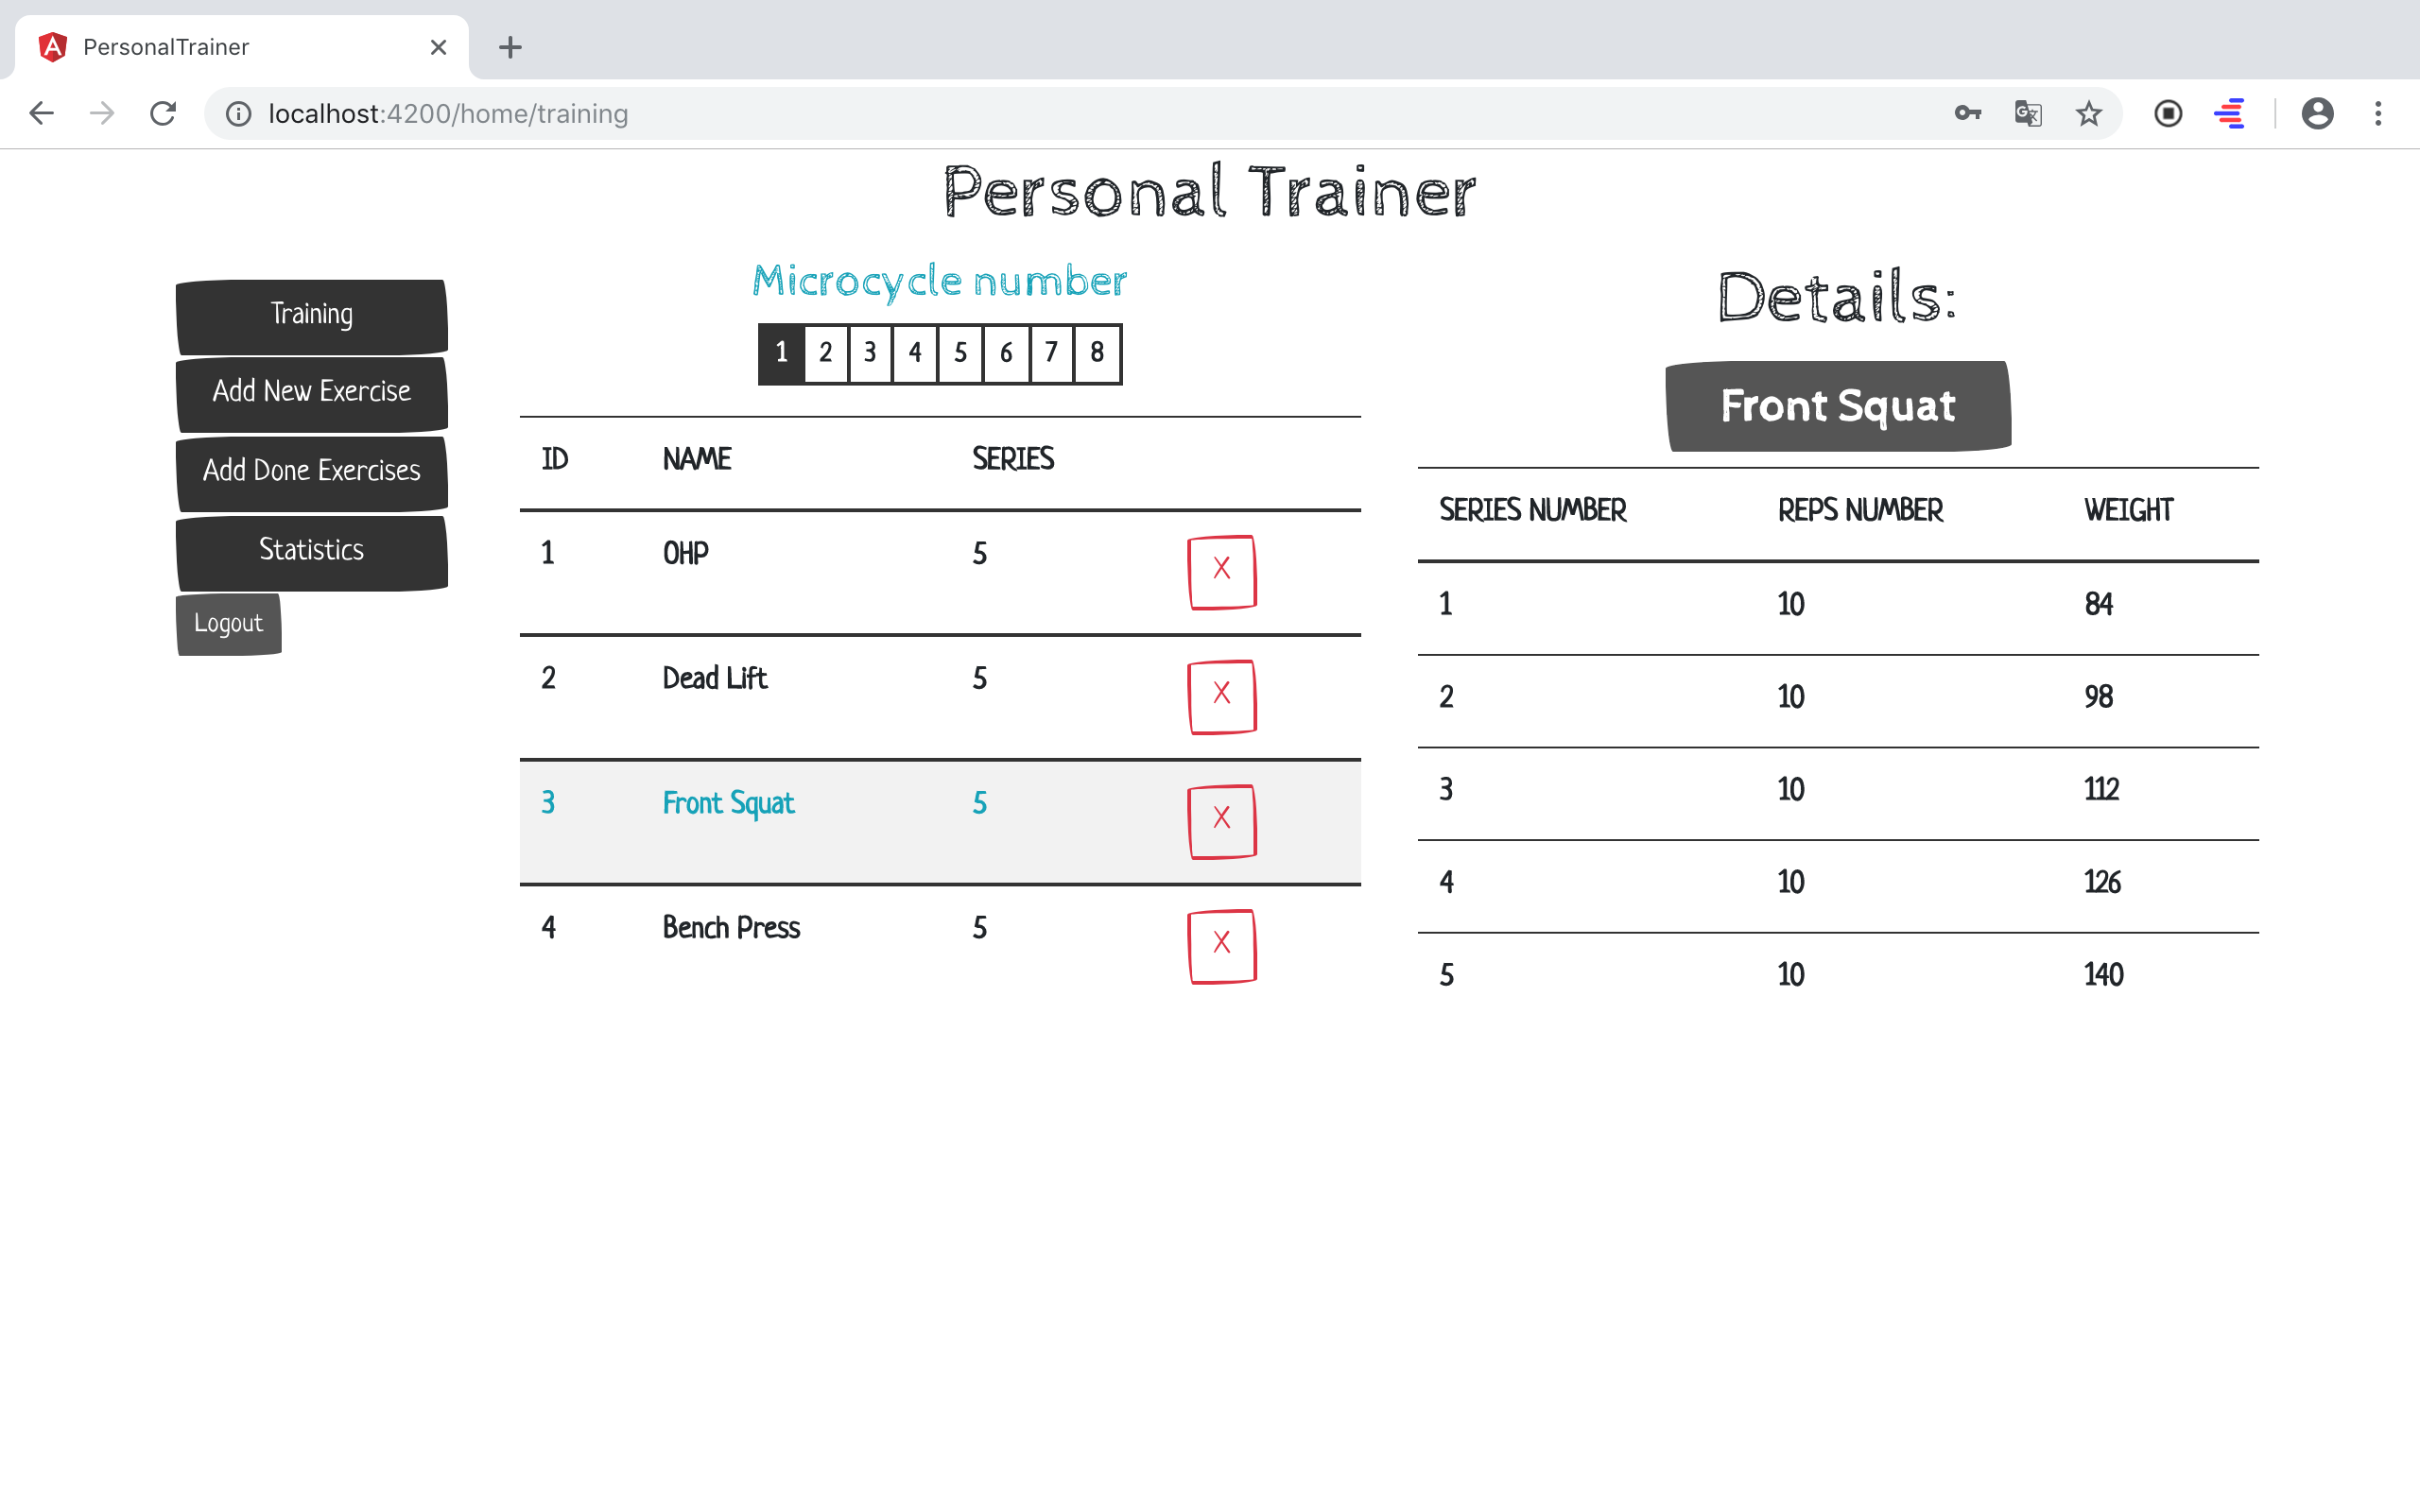 PersonalTrainer
localhost:4200/home/training
Personal Trainer
Training
Add New Exercise
Add Done Exercises
Statistics
Logout
Microcycle number
1 2 3 4 5 6 7 8
ID NAME SERIES
1 OHP 5 X
2 Dead Lift 5 X
3 Front Squat 5 X
4 Bench Press 5 X
Details:
Front Squat
SERIES NUMBER REPS NUMBER WEIGHT
1 10 84
2 10 98
3 10 112
4 10 126
5 10 140